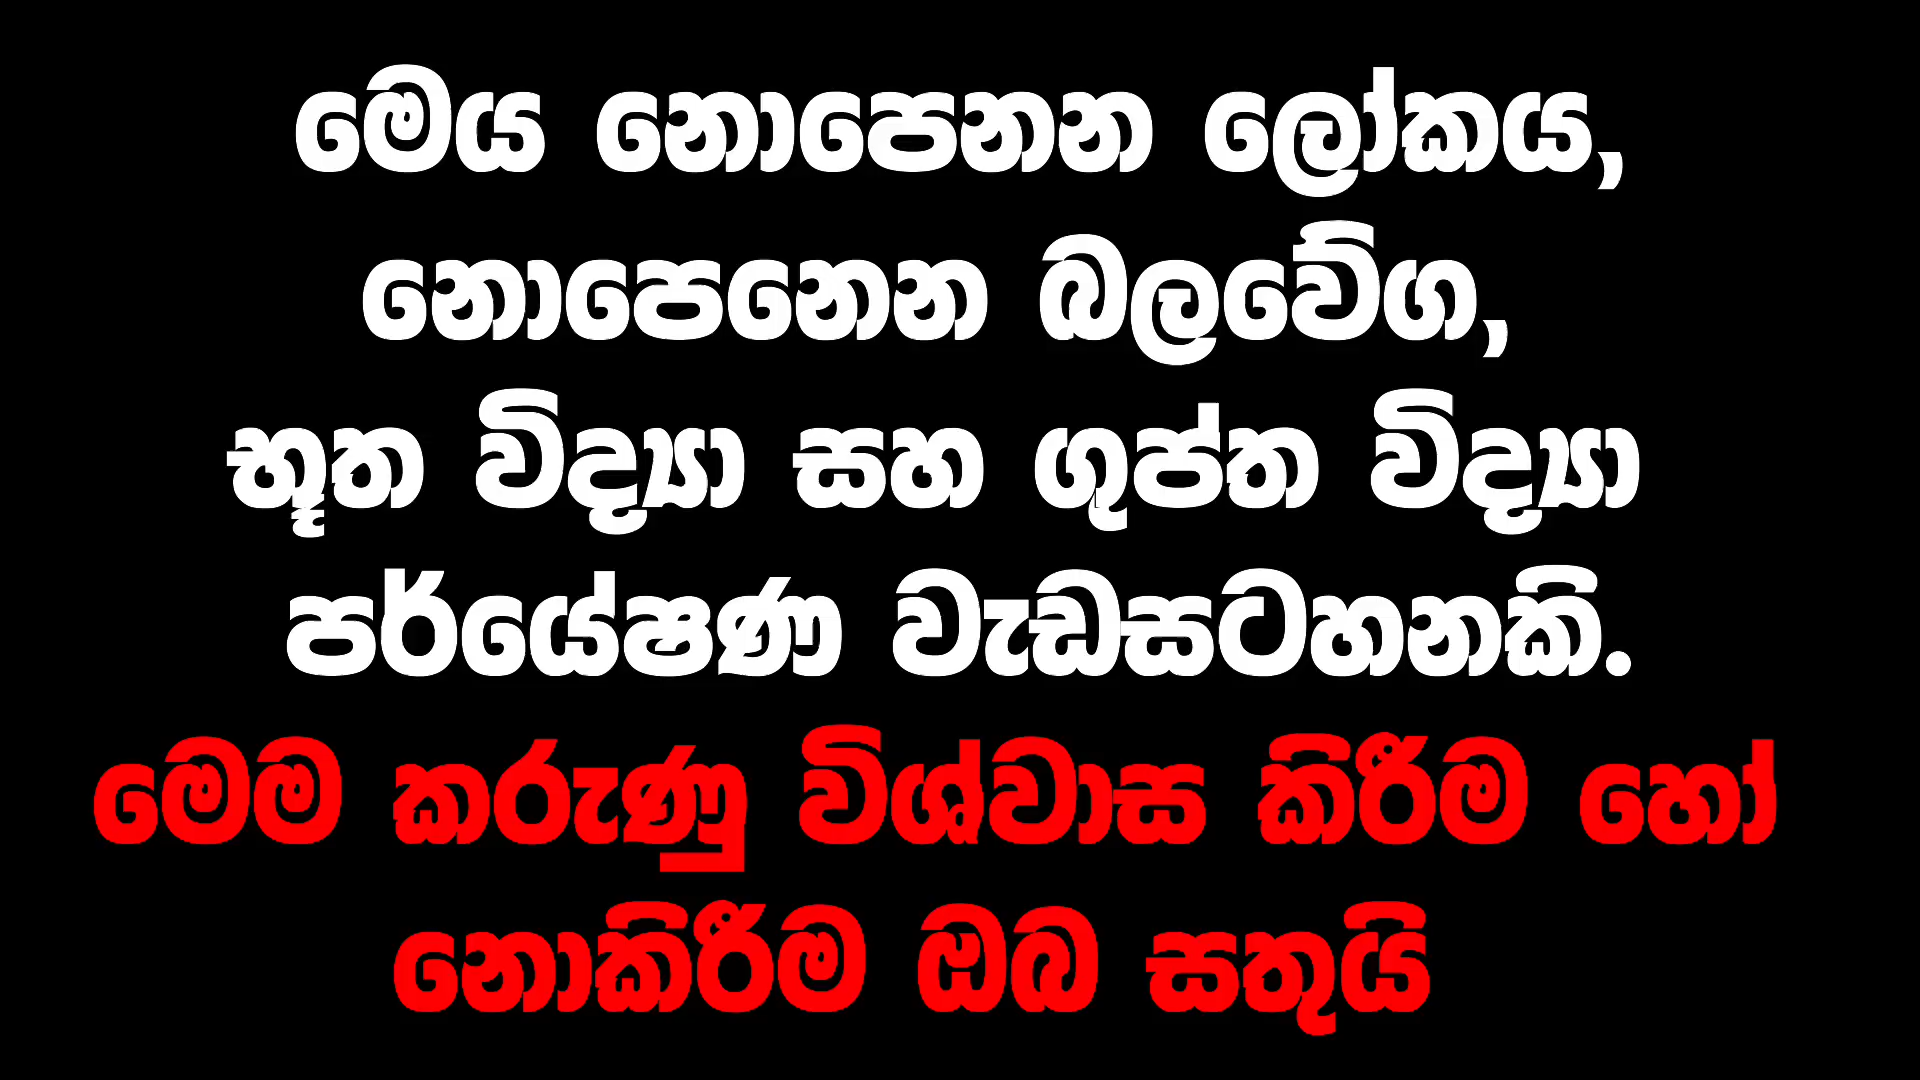 මෙය නොපෙනන ලෝකය,
නොපෙනෙන බලවේග,
භූත විද්‍යා සහ ගුප්ත විද්‍යා
පර්යේෂණ වැඩසටහනකි.
මෙම කරුණු විශ්වාස කිරීම හෝ
නොකිරීම ඔබ සතුයි